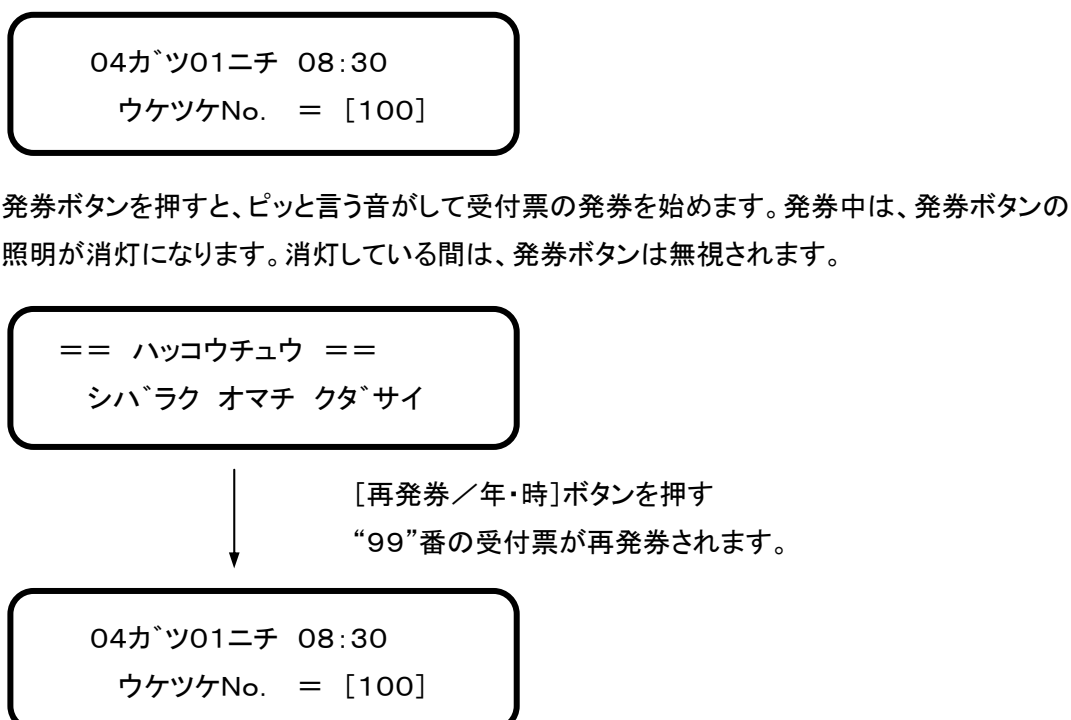 04カ゛ツ01ニチ 08:30
ウケツケNo. = [100]
発券ボタンを押すと、ピッと言う音がして受付票の発券を始めます。発券中は、発券ボタンの
照明が消灯になります。消灯している間は、発券ボタンは無視されます。
== ハッコウチュウ ==
シハ゛ラク オマチ クタ゛サイ
[再発券/年・時]ボタンを押す
“99”番の受付票が再発券されます。
04カ゛ツ01ニチ 08:30
ウケツケNo. = [100]